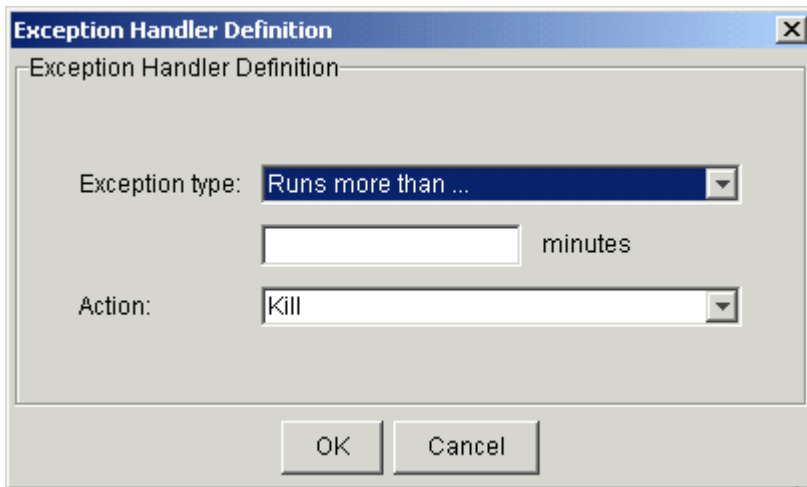 Exception Handler Definition
Exception Handler Definition
Exception type: Runs more than ...
minutes
Action: Kill
OK Cancel